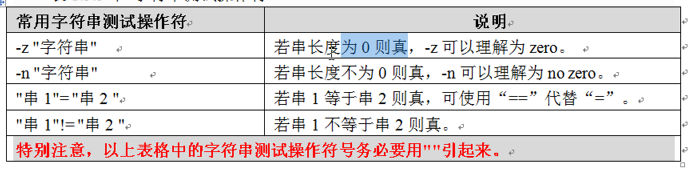 常用字符串测试操作符 说明
-z "字符串" 若串长度为 0 则真，-z 可以理解为 zero。
-n "字符串" 若串长度不为 0 则真，-n 可以理解为 no zero。
"串 1"= "串 2 " 若串 1 等于串 2 则真，可使用“==”代替“=”。
"串 1"!= "串 2 " 若串 1 不等于串 2 则真。
特别注意，以上表格中的字符串测试操作符号务必要用""引起来。